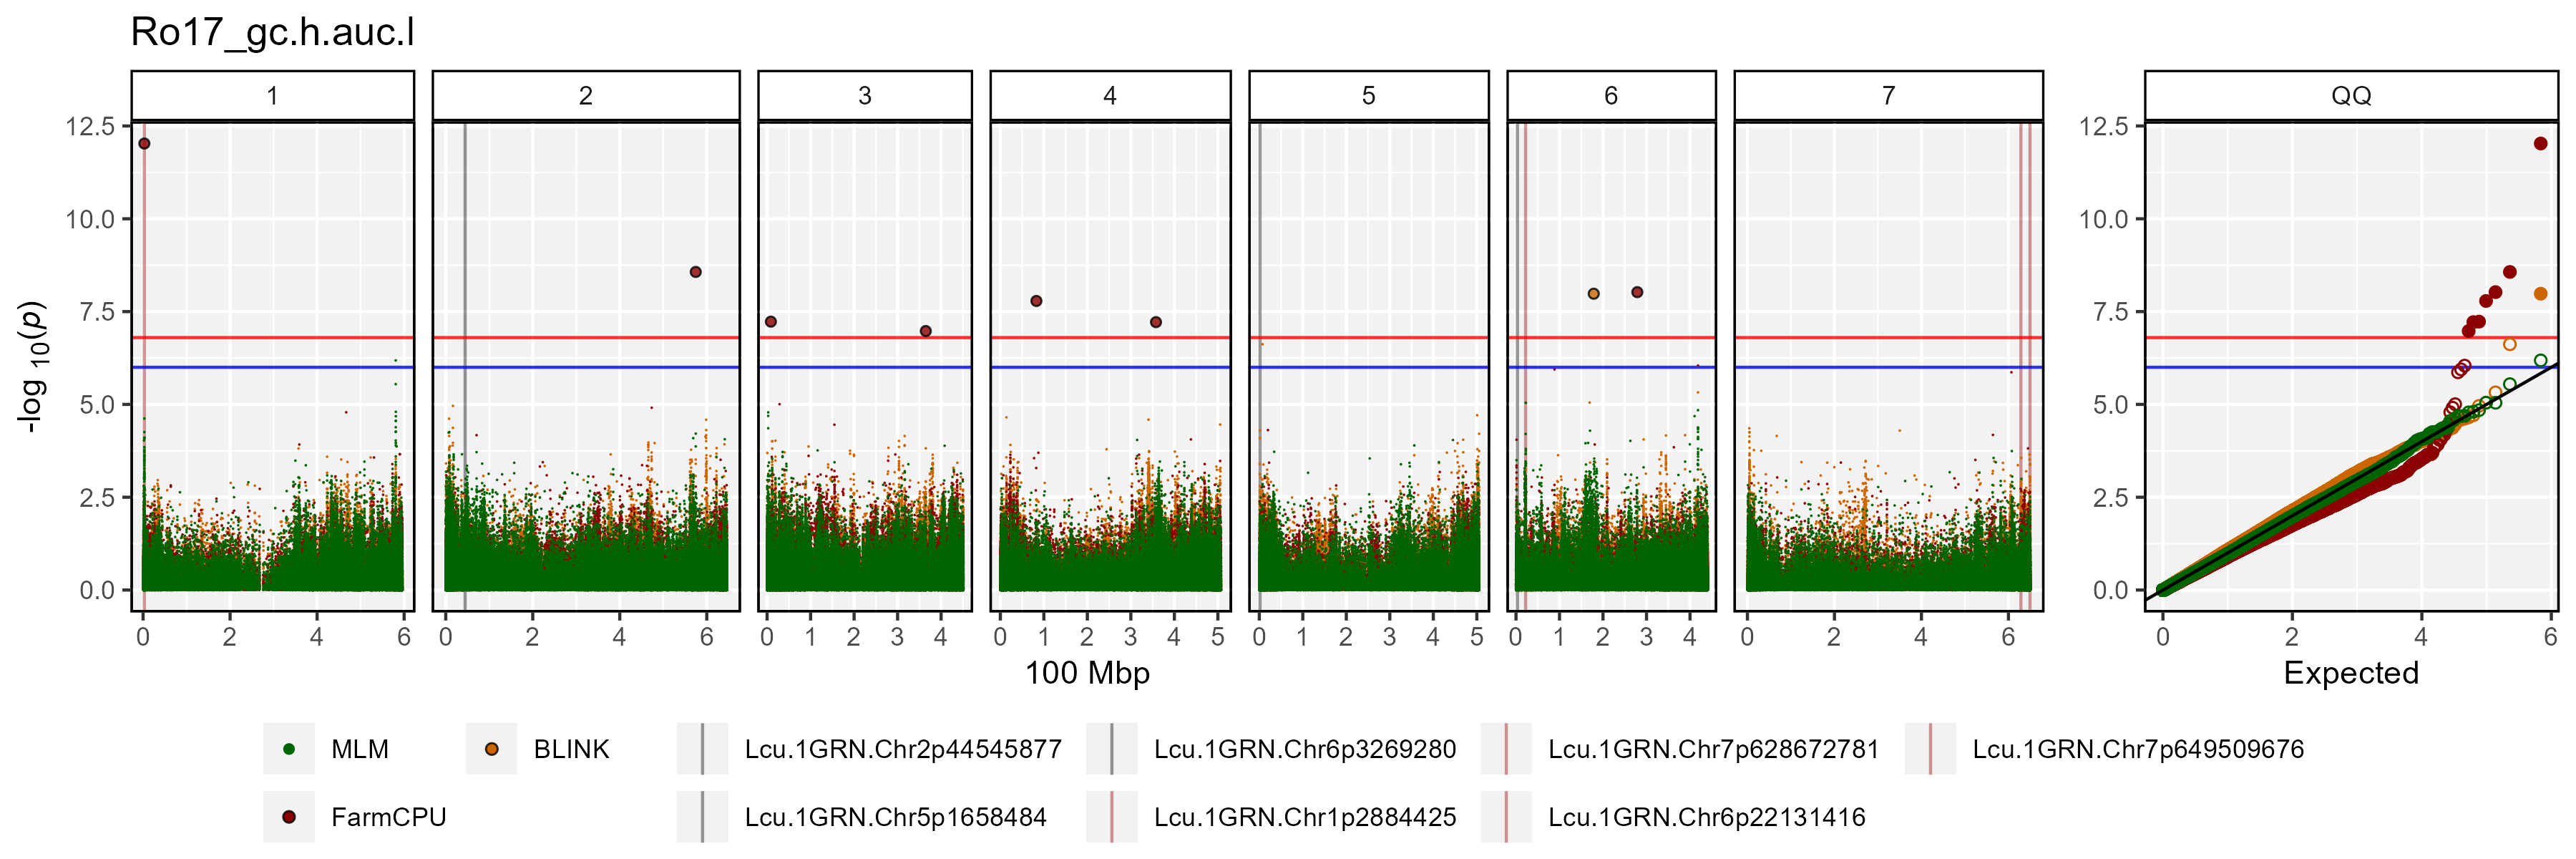 Ro17_gc.h.auc.l
1 2 3 4 5 6 7 QQ
12.5 10.0 7.5 5.0 2.5 0.0
-log 10(p)
12.5 10.0 7.5 5.0 2.5 0.0
0 2 4 6 0 2 4 6 0 1 2 3 4 0 1 2 3 4 5 0 1 2 3 4 5 0 1 2 3 4 0 2 4 6 0 2 4 6
100 Mbp Expected
MLM BLINK Lcu.1GRN.Chr2p44545877 Lcu.1GRN.Chr6p3269280 Lcu.1GRN.Chr7p628672781 Lcu.1GRN.Chr7p649509676
FarmCPU Lcu.1GRN.Chr5p1658484 Lcu.1GRN.Chr1p2884425 Lcu.1GRN.Chr6p22131416